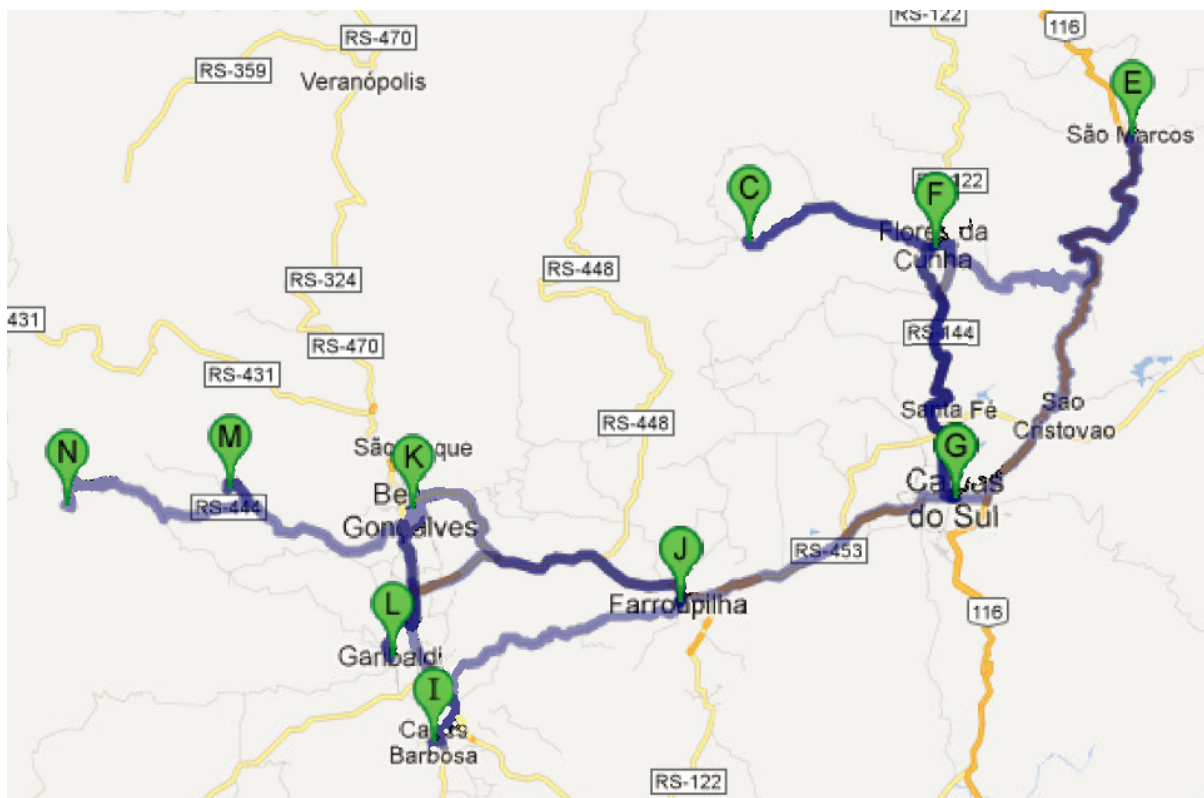 RS-122
116
RS-470
RS-359
Veranópolis
E
São Marcos
C
RS-122
F
Flores da
Cunha
RS-448
RS-324
431
RS-144
RS-470
RS-431
Santa Fé
São
Cristovao
RS-448
M
N
K
G
RS-444
Gonçalves
do Sul
J
RS-453
L
Farroupilha
116
Garibaldi
I
Barbosa
RS-122